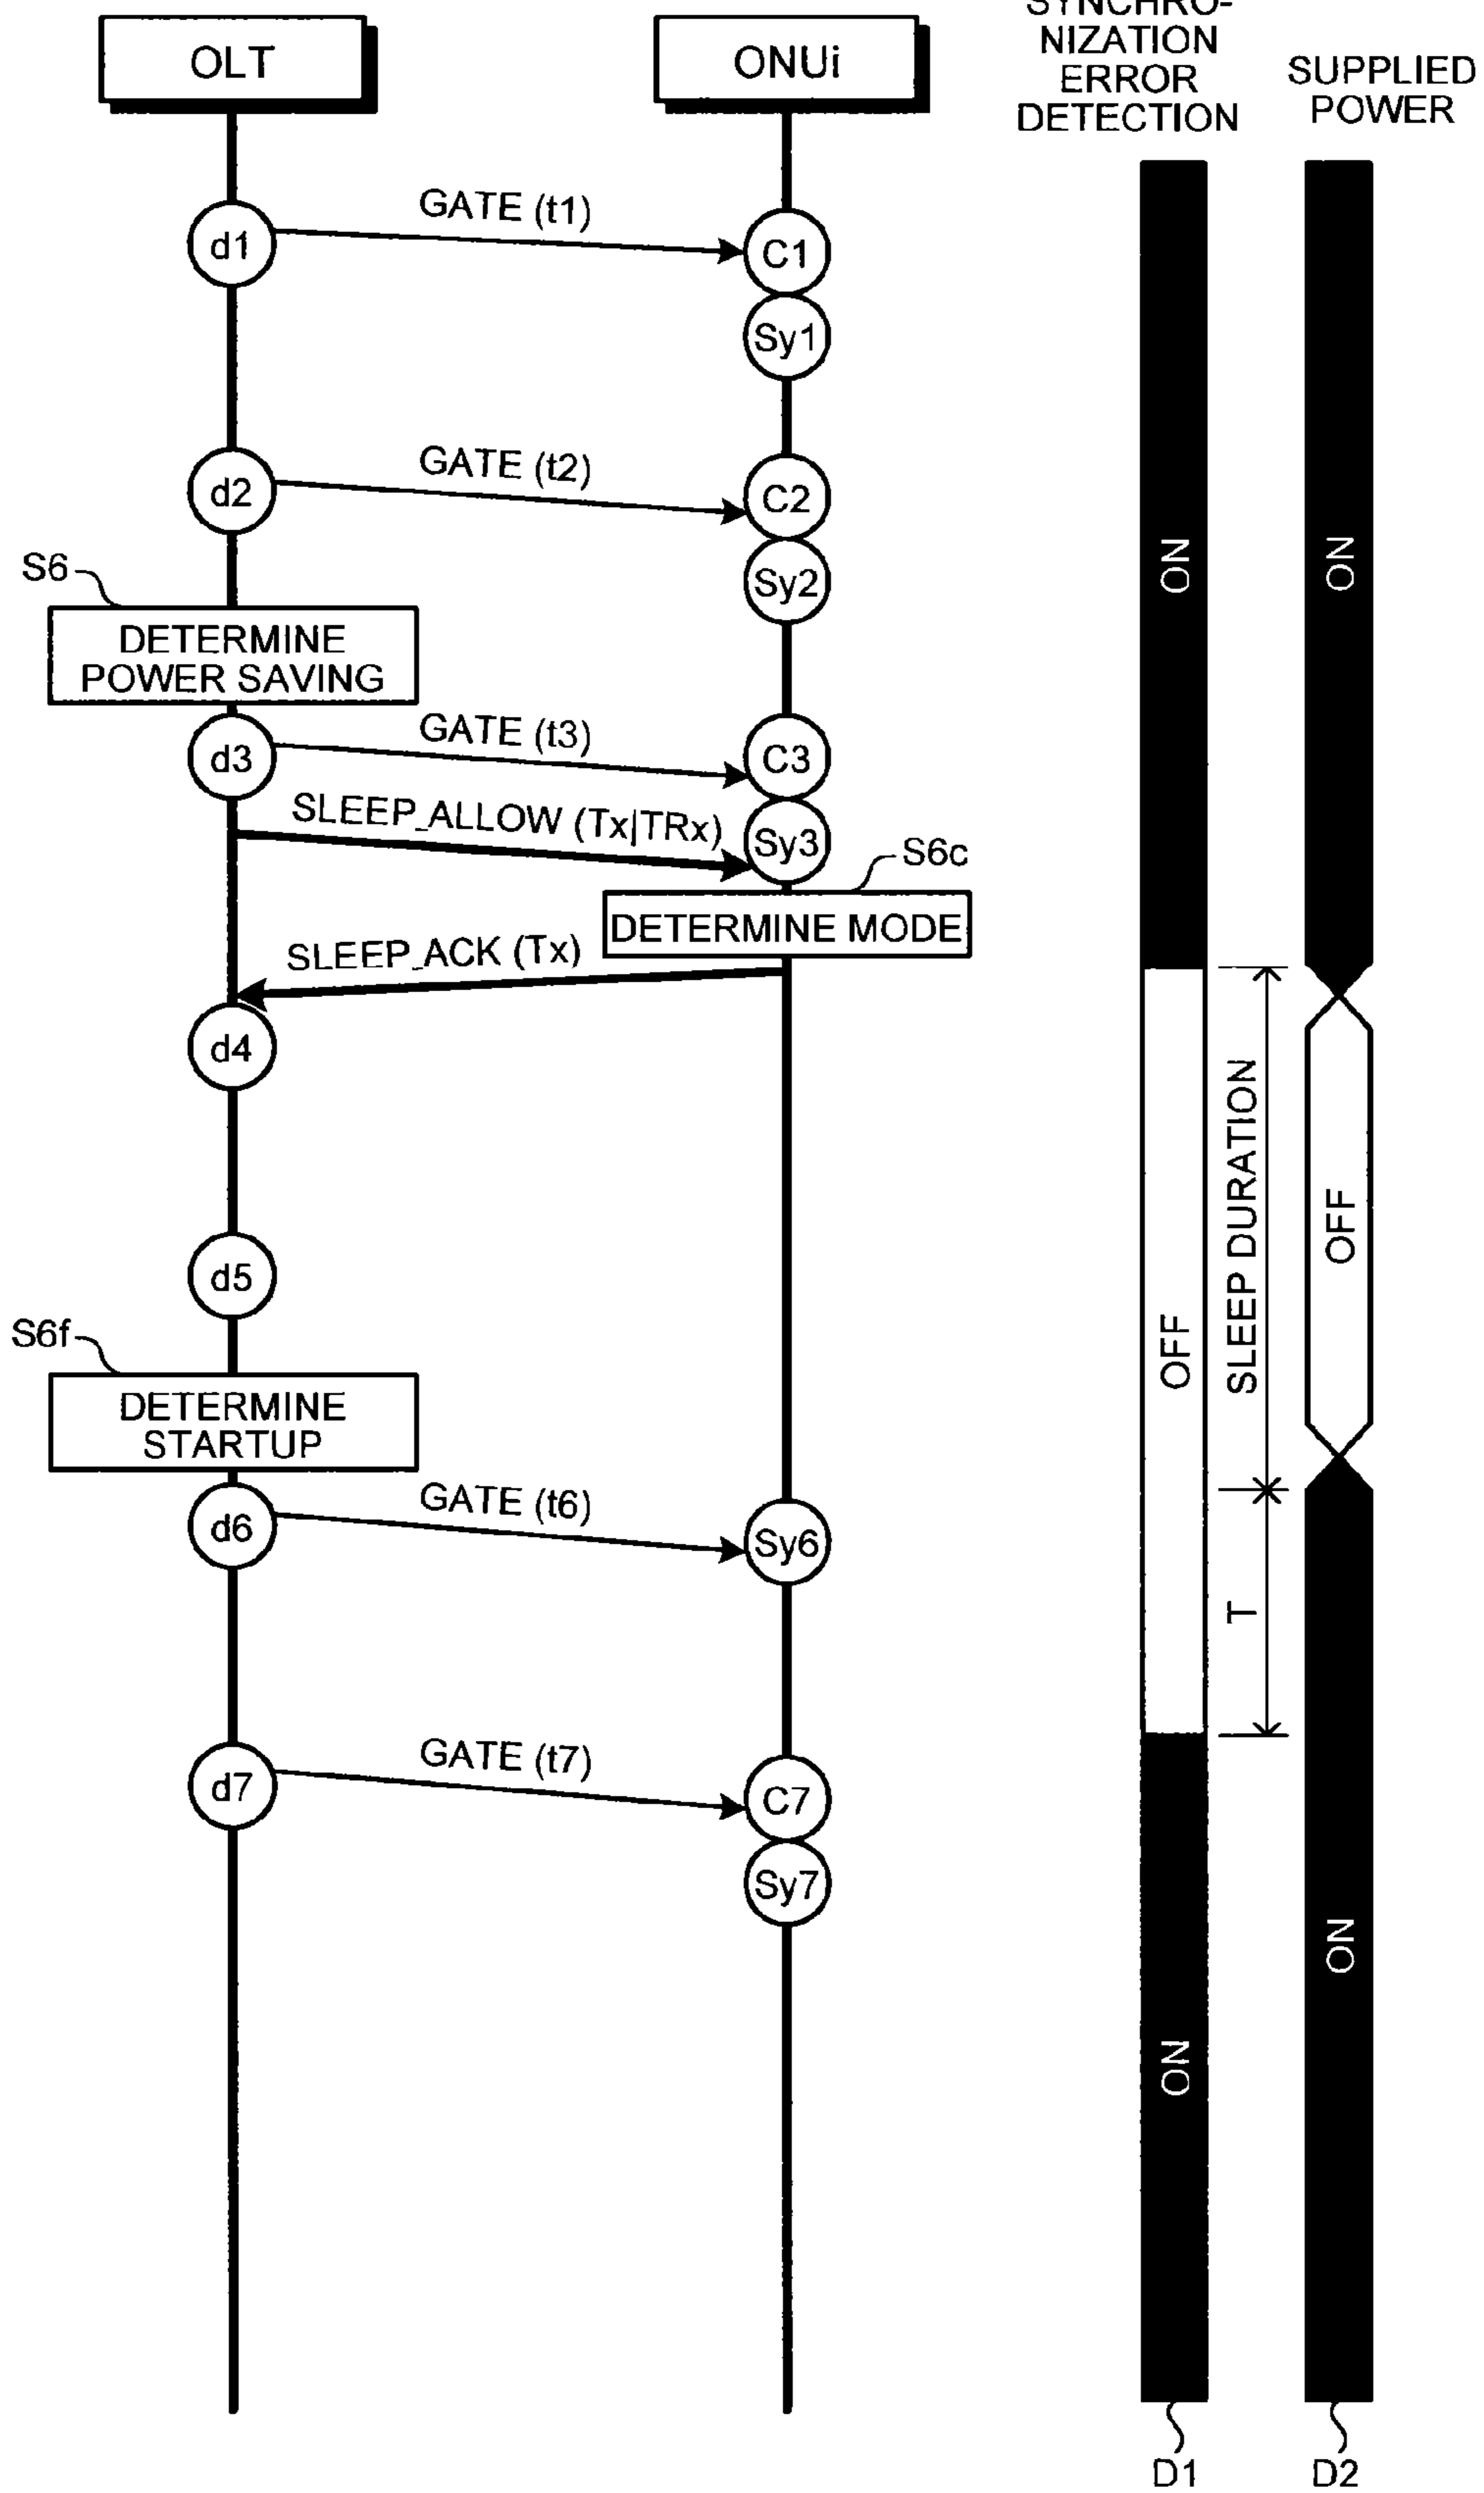 OLT
ONUi
SYNCHRO-
NIZATION
ERROR
DETECTION
SUPPLIED
POWER
d1
GATE (t1)
C1
Sy1
d2
GATE (t2)
C2
Sy2
ON
ON
S6
DETERMINE
POWER SAVING
d3
GATE (t3)
C3
SLEEP_ALLOW (Tx|TRx)
Sy3
S6c
DETERMINE MODE
SLEEP_ACK (Tx)
d4
SLEEP DURATION
OFF
OFF
d5
S6f
DETERMINE
STARTUP
d6
GATE (t6)
Sy6
T
d7
GATE (t7)
C7
Sy7
ON
ON
D1
D2